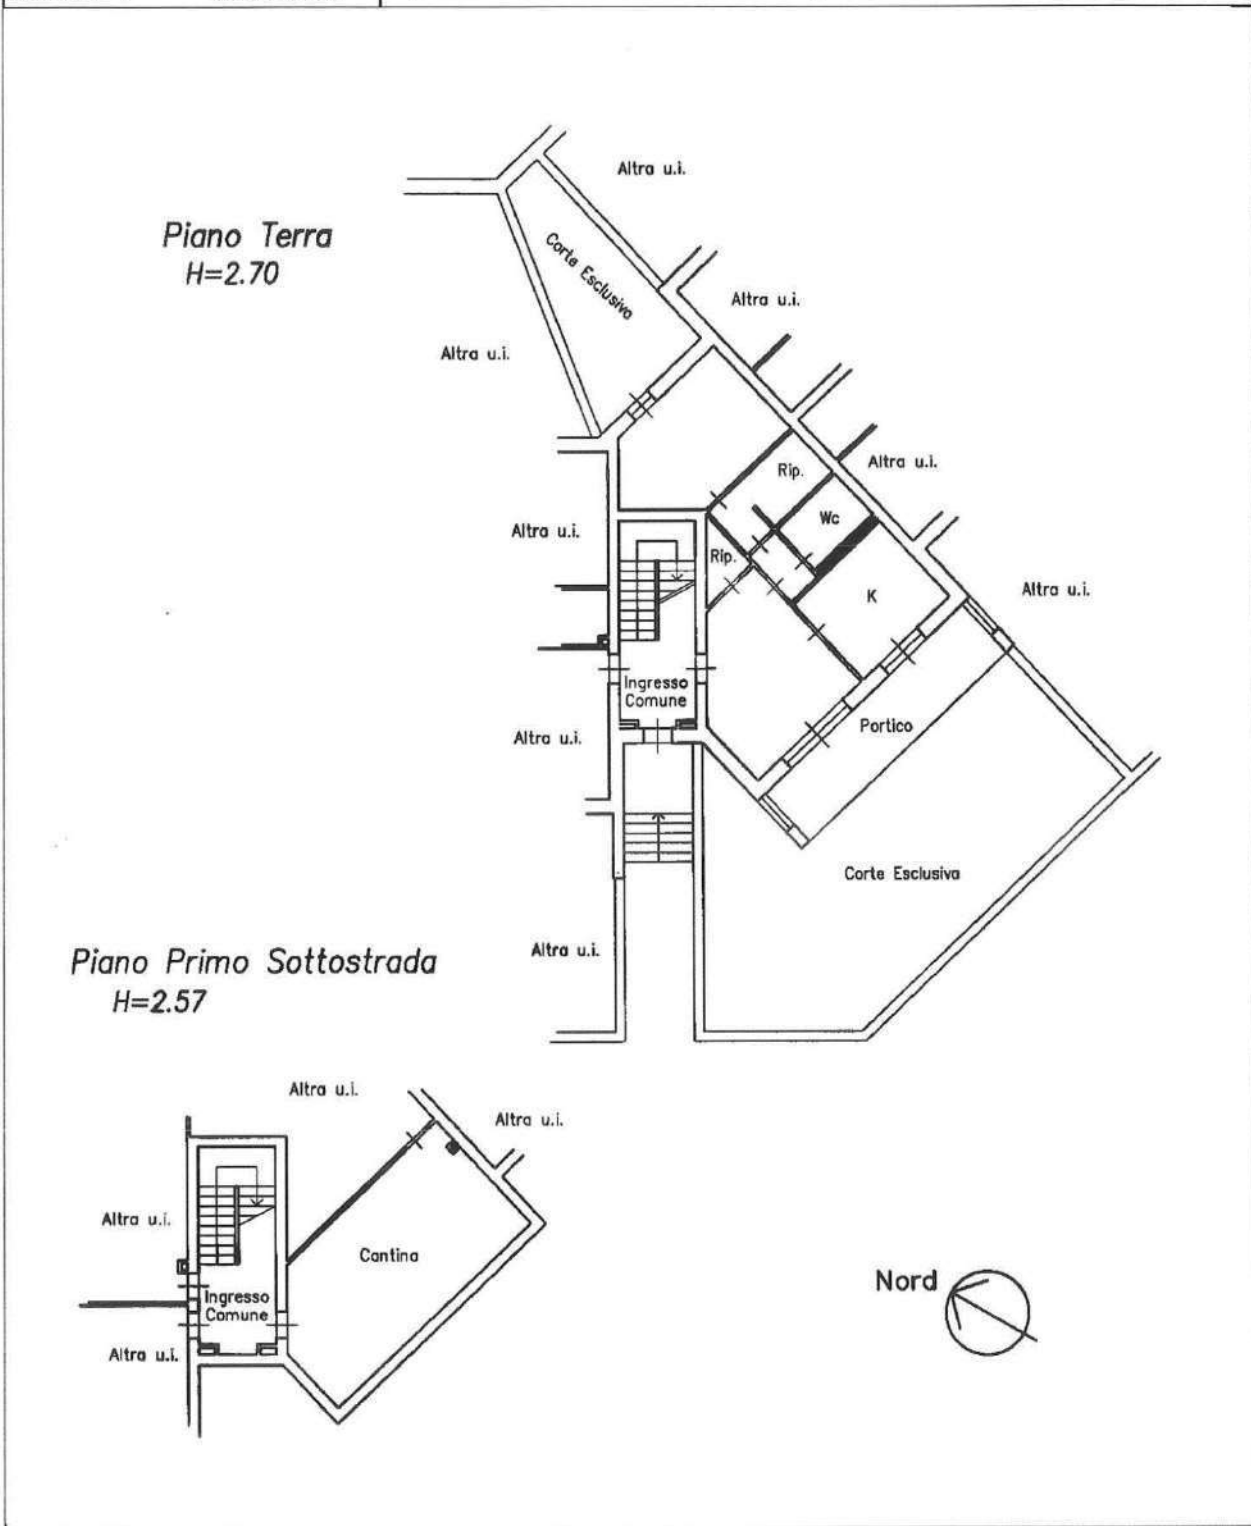 Altra u.i.
Piano Terra
H=2.70
Corte Esclusiva
Altra u.i.
Altra u.i.
Altra u.i.
Rip.
Wc
Altra u.i.
Rip.
K
Altra u.i.
Ingresso
Comune
Portico
Altra u.i.
Corte Esclusiva
Altra u.i.
Piano Primo Sottostrada
H=2.57
Altra u.i.
Altra u.i.
Altra u.i.
Cantina
Ingresso
Comune
Altra u.i.
Nord